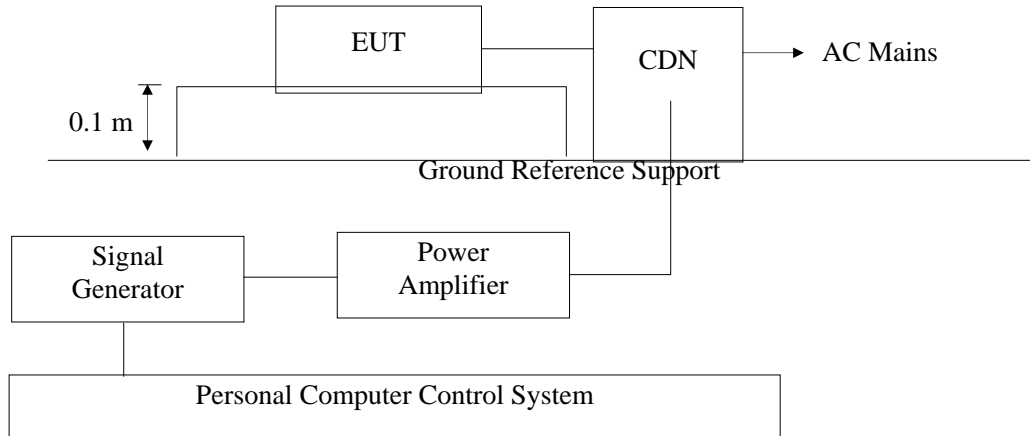 EUT
CDN
AC Mains
0.1 m
Ground Reference Support
Signal
Generator
Power
Amplifier
Personal Computer Control System